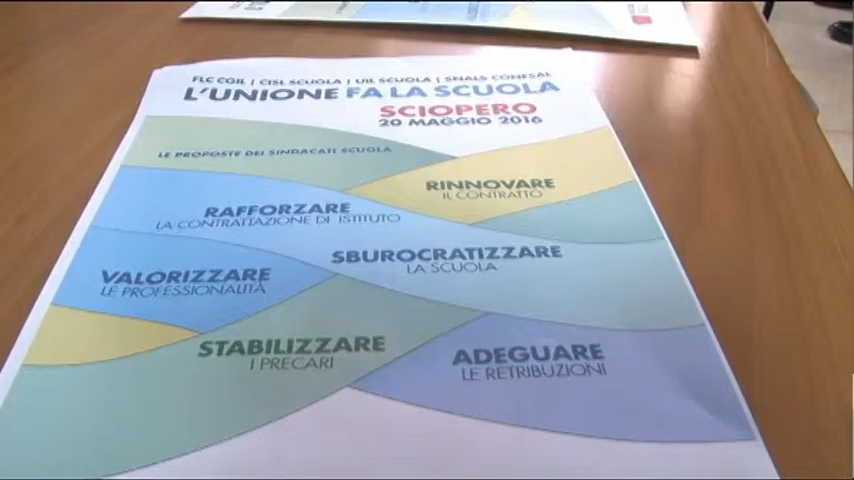 FLC CGIL | CISL SCUOLA | UIL SCUOLA | SNALS CONFSAL
L'UNIONE FA LA SCUOLA
SCIOPERO
20 MAGGIO 2016
LE PROPOSTE DEI SINDACATI SCUOLA
RINNOVARE
IL CONTRATTO
RAFFORZARE
LA CONTRATTAZIONE DI ISTITUTO
SBUROCRATIZZARE
LA SCUOLA
VALORIZZARE
LE PROFESSIONALITÀ
STABILIZZARE
I PRECARI
ADEGUARE
LE RETRIBUZIONI